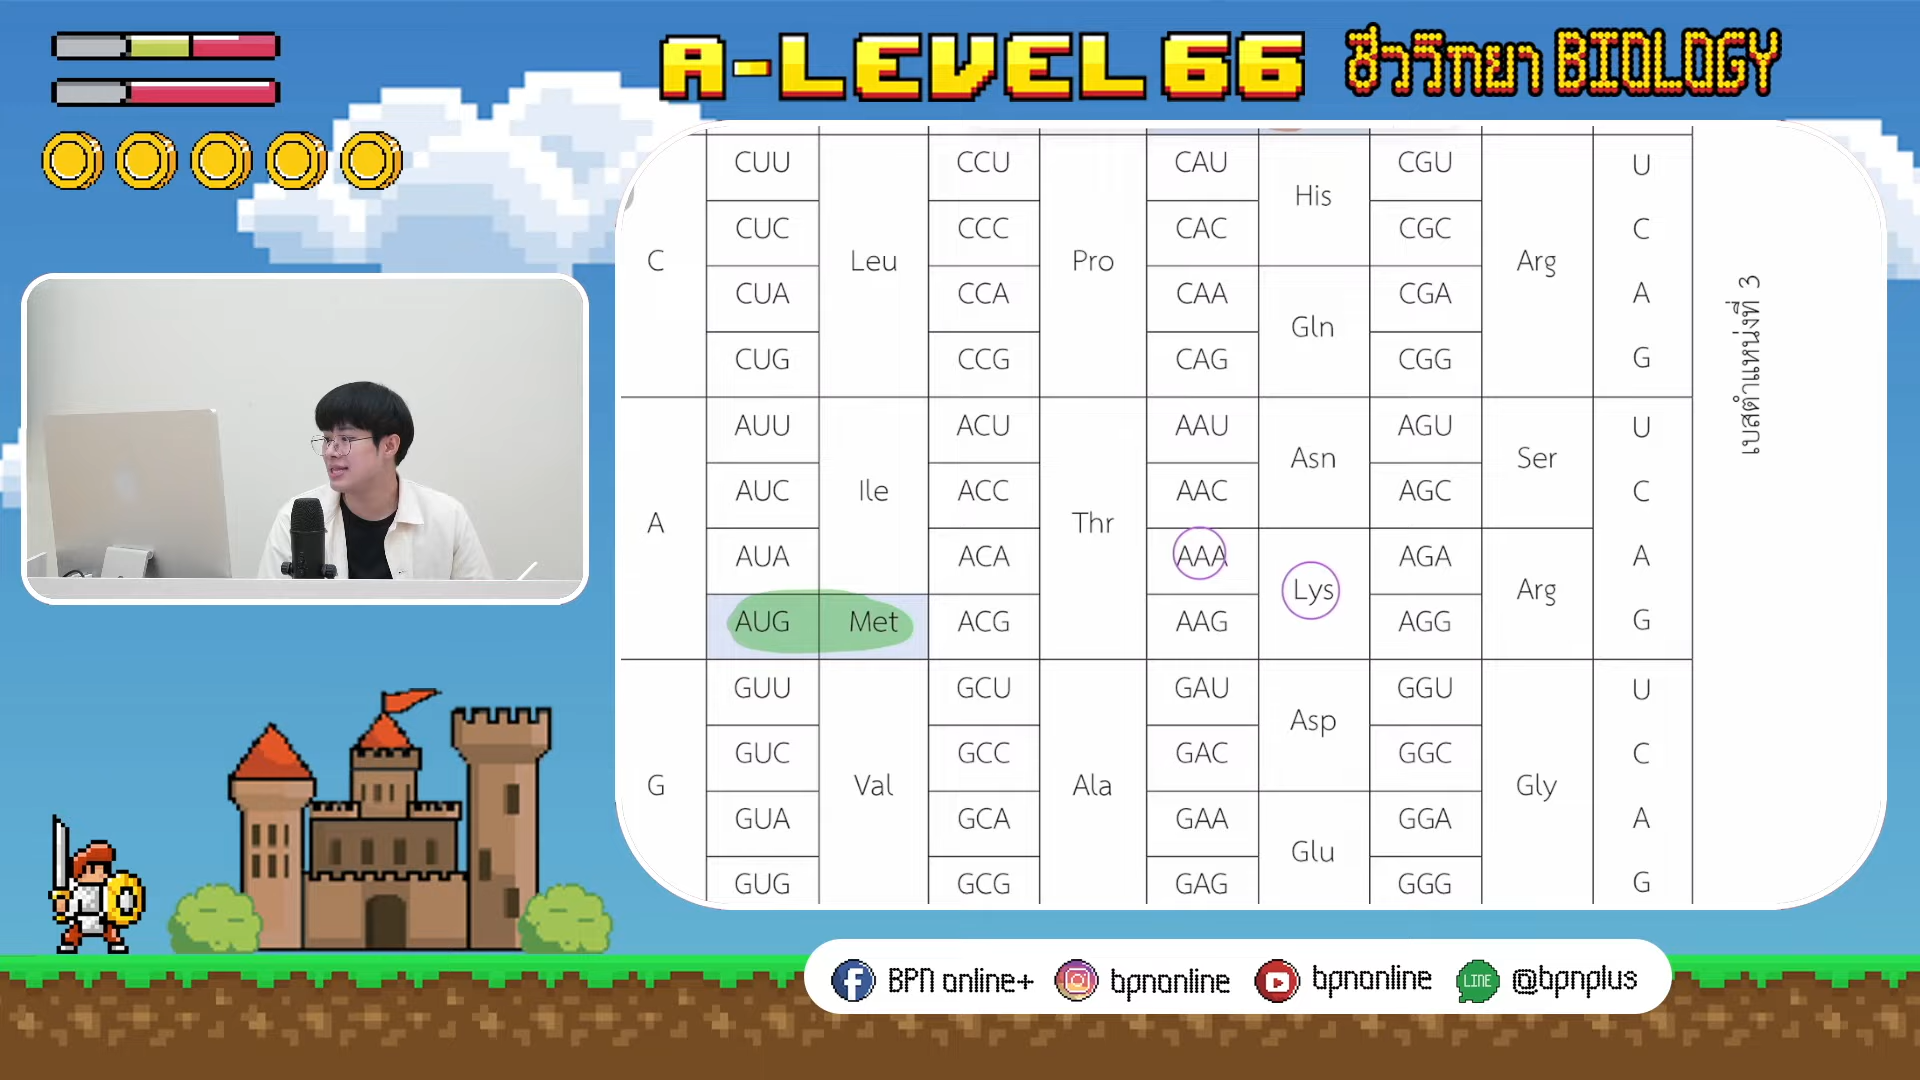 A-LEVEL 66 ชีววิทยา BIOLOGY
CUU CCU CAU CGU U
His
CUC CCC CAC CGC C
C Leu Pro Arg
CUA CCA CAA CGA A
Gln
CUG CCG CAG CGG G
เบสตำแหน่งที่ 3
AUU ACU AAU AGU U
Asn Ser
AUC Ile ACC AAC AGC C
A Thr
AUA ACA AAA AGA A
Lys Arg
AUG Met ACG AAG AGG G
GUU GCU GAU GGU U
Asp
GUC GCC GAC GGC C
G Val Ala Gly
GUA GCA GAA GGA A
Glu
GUG GCG GAG GGG G
BPN online+ bpnonline bpnonline LINE @bpnplus